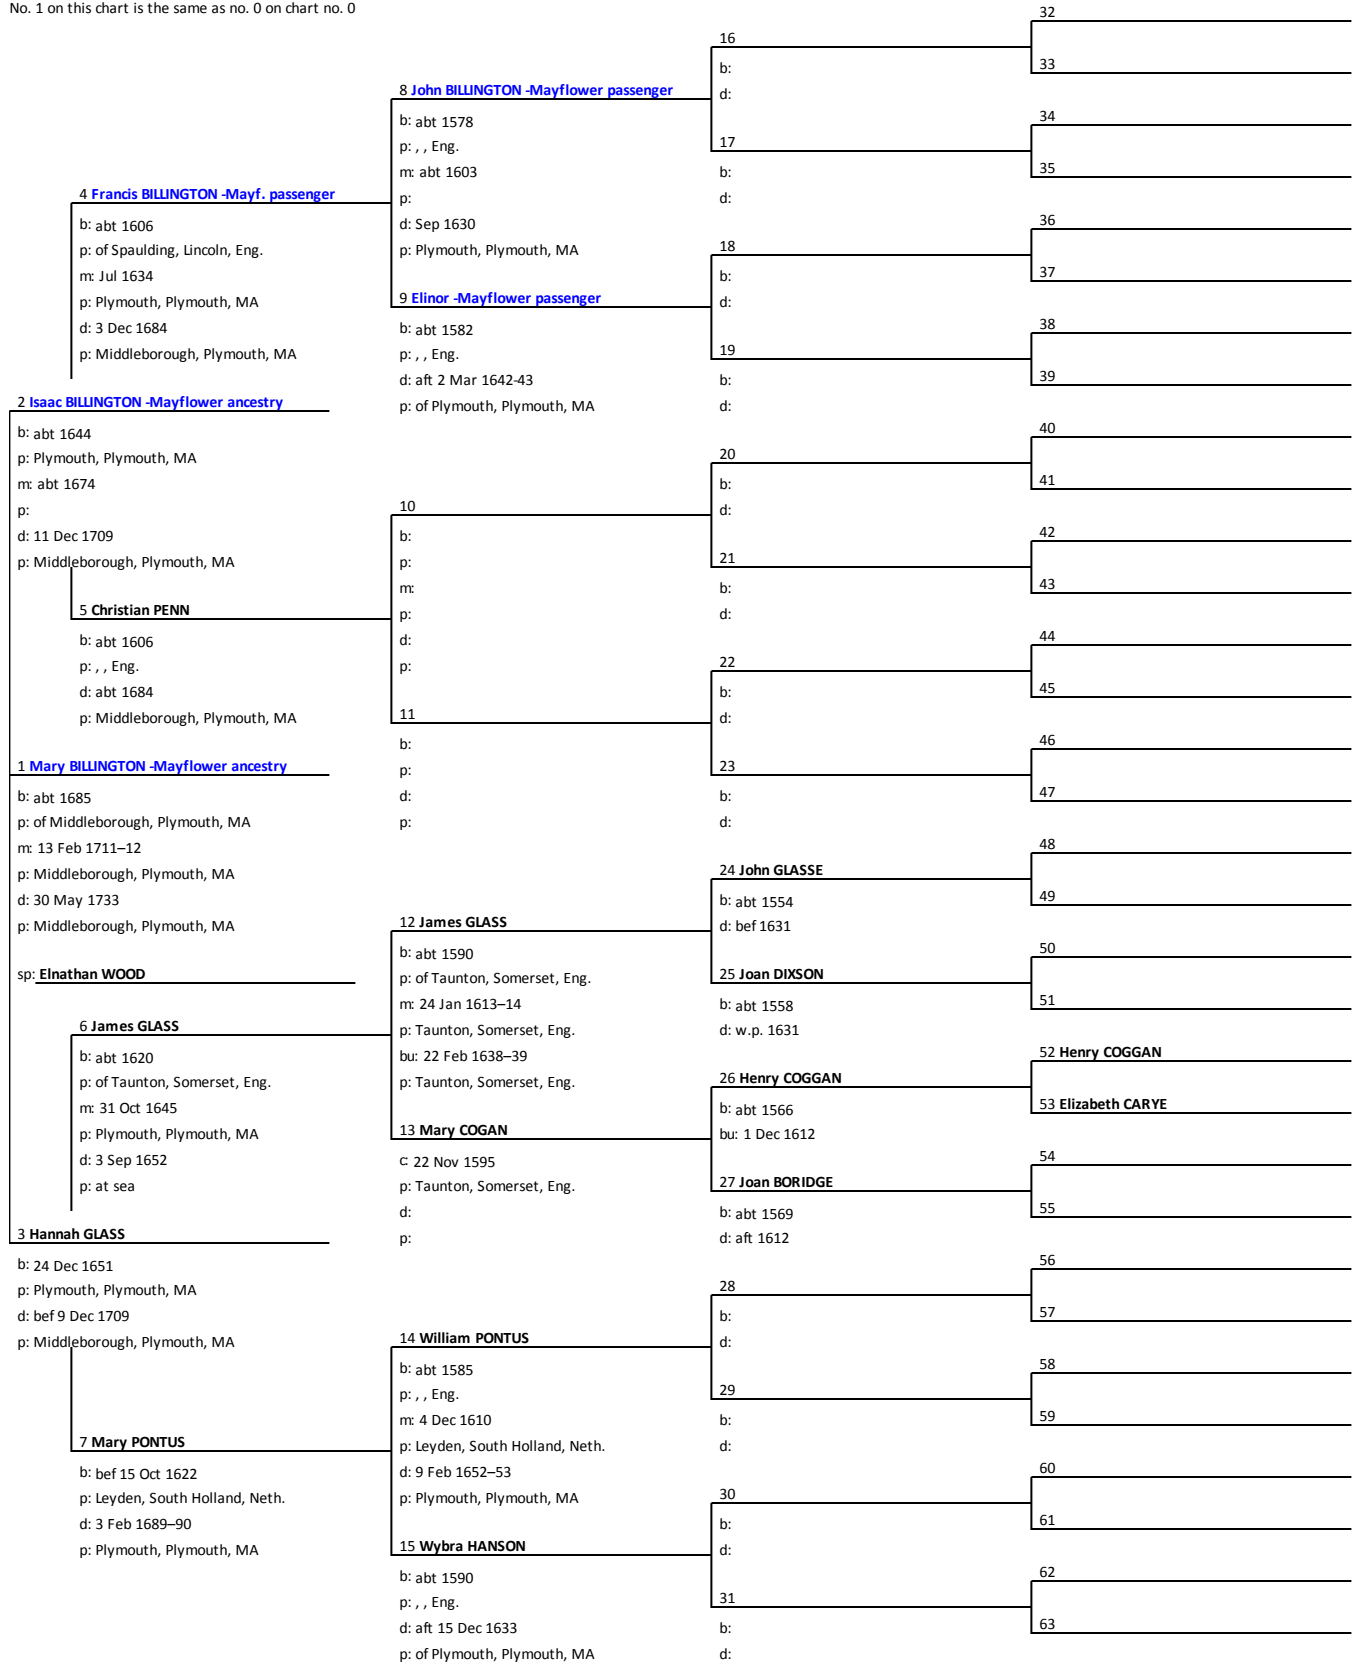 No. 1 on this chart is the same as no. 0 on chart no. 0
4 Francis BILLINGTON -Mayf. passenger
b: abt 1606
p: of Spaulding, Lincoln, Eng.
m: Jul 1634
p: Plymouth, Plymouth, MA
d: 3 Dec 1684
p: Middleborough, Plymouth, MA
2 Isaac BILLINGTON -Mayflower ancestry
b: abt 1644
p: Plymouth, Plymouth, MA
m: abt 1674
p:
d: 11 Dec 1709
p: Middleborough, Plymouth, MA
5 Christian PENN
b: abt 1606
p: , , Eng.
d: abt 1684
p: Middleborough, Plymouth, MA
1 Mary BILLINGTON -Mayflower ancestry
b: abt 1685
p: of Middleborough, Plymouth, MA
m: 13 Feb 1711–12
p: Middleborough, Plymouth, MA
d: 30 May 1733
p: Middleborough, Plymouth, MA
sp: Elnathan WOOD
6 James GLASS
b: abt 1620
p: of Taunton, Somerset, Eng.
m: 31 Oct 1645
p: Plymouth, Plymouth, MA
d: 3 Sep 1652
p: at sea
3 Hannah GLASS
b: 24 Dec 1651
p: Plymouth, Plymouth, MA
d: bef 9 Dec 1709
p: Middleborough, Plymouth, MA
7 Mary PONTUS
b: bef 15 Oct 1622
p: Leyden, South Holland, Neth.
d: 3 Feb 1689–90
p: Plymouth, Plymouth, MA
8 John BILLINGTON -Mayflower passenger
b: abt 1578
p: , , Eng.
m: abt 1603
p:
d: Sep 1630
p: Plymouth, Plymouth, MA
9 Elinor -Mayflower passenger
b: abt 1582
p: , , Eng.
d: aft 2 Mar 1642-43
p: of Plymouth, Plymouth, MA
10
b:
p:
m:
p:
d:
p:
11
b:
p:
d:
p:
12 James GLASS
b: abt 1590
p: of Taunton, Somerset, Eng.
m: 24 Jan 1613–14
p: Taunton, Somerset, Eng.
bu: 22 Feb 1638–39
p: Taunton, Somerset, Eng.
13 Mary COGAN
c: 22 Nov 1595
p: Taunton, Somerset, Eng.
d:
p:
14 William PONTUS
b: abt 1585
p: , , Eng.
m: 4 Dec 1610
p: Leyden, South Holland, Neth.
d: 9 Feb 1652–53
p: Plymouth, Plymouth, MA
15 Wybra HANSON
b: abt 1590
p: , , Eng.
d: aft 15 Dec 1633
p: of Plymouth, Plymouth, MA
16
b:
d:
17
b:
d:
18
b:
d:
19
b:
d:
20
b:
d:
21
b:
d:
22
b:
d:
23
b:
d:
24 John GLASSE
b: abt 1554
d: bef 1631
25 Joan DIXSON
b: abt 1558
d: w.p. 1631
26 Henry COGGAN
b: abt 1566
bu: 1 Dec 1612
27 Joan BORIDGE
b: abt 1569
d: aft 1612
28
b:
d:
29
b:
d:
30
b:
d:
31
b:
d:
32
33
34
35
36
37
38
39
40
41
42
43
44
45
46
47
48
49
50
51
52 Henry COGGAN
53 Elizabeth CARYE
54
55
56
57
58
59
60
61
62
63